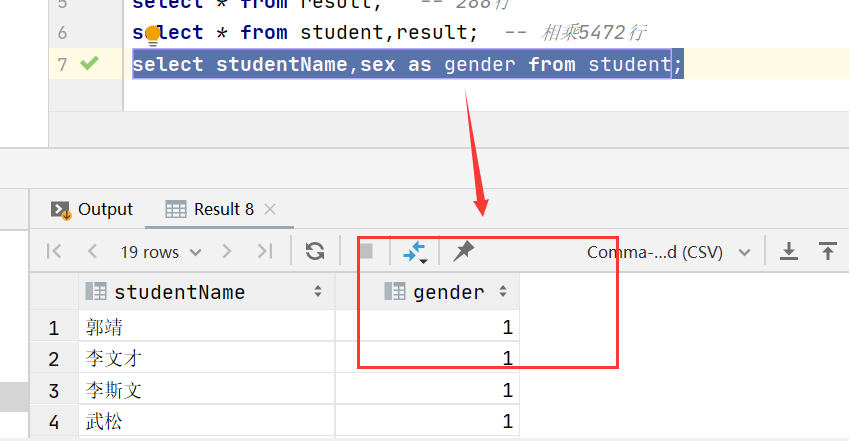 5 select * from result; -- 288行
6 select * from student,result; -- 相乘5472行
7 select studentName,sex as gender from student;
Output Result 8
19 rows Comma-...d (CSV)
studentName gender
1 郭靖 1
2 李文才 1
3 李斯文 1
4 武松 1